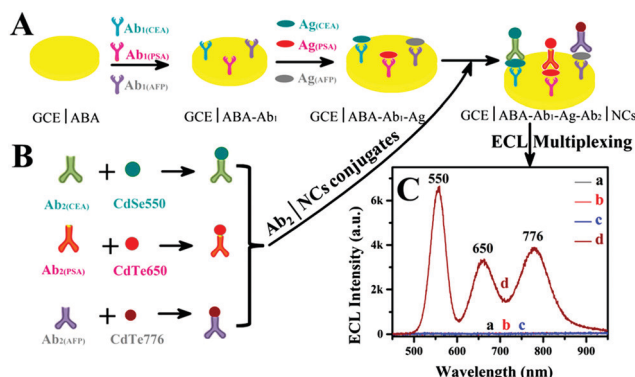 A
Ab1(CEA)
Ab1(PSA)
Ab1(AFP)
Ag(CEA)
Ag(PSA)
Ag(AFP)
GCE|ABA
GCE|ABA-Ab1
GCE|ABA-Ab1-Ag
GCE|ABA-Ab1-Ag-Ab2|NCs
ECL Multiplexing
B
Ab2(CEA)
+
CdSe550
Ab2(PSA)
+
CdTe650
Ab2(AFP)
+
CdTe776
Ab2|NCs conjugates
C
550
650
776
a
b
c
d
d
a b c
ECL Intensity (a.u.)
6k
4k
2k
0
500 600 700 800 900
Wavelength (nm)